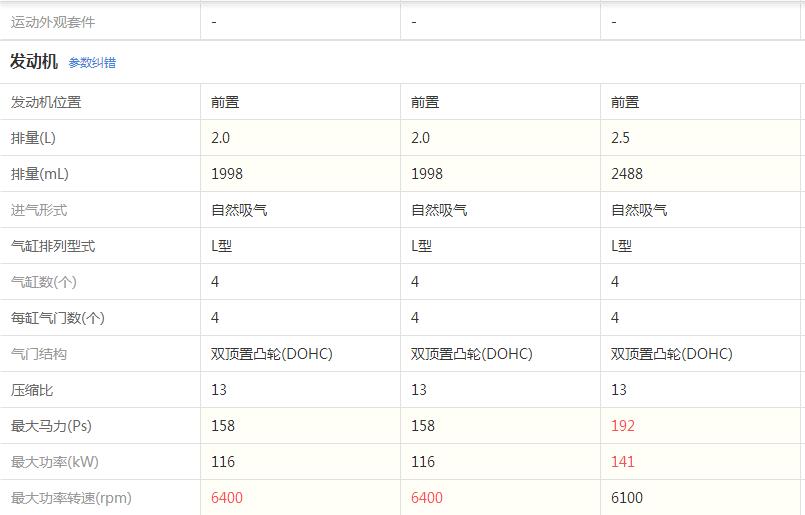 运动外观套件 - - -
发动机 参数纠错
发动机位置 前置 前置 前置
排量(L) 2.0 2.0 2.5
排量(mL) 1998 1998 2488
进气形式 自然吸气 自然吸气 自然吸气
气缸排列型式 L型 L型 L型
气缸数(个) 4 4 4
每缸气门数(个) 4 4 4
气门结构 双顶置凸轮(DOHC) 双顶置凸轮(DOHC) 双顶置凸轮(DOHC)
压缩比 13 13 13
最大马力(Ps) 158 158 192
最大功率(kW) 116 116 141
最大功率转速(rpm) 6400 6400 6100